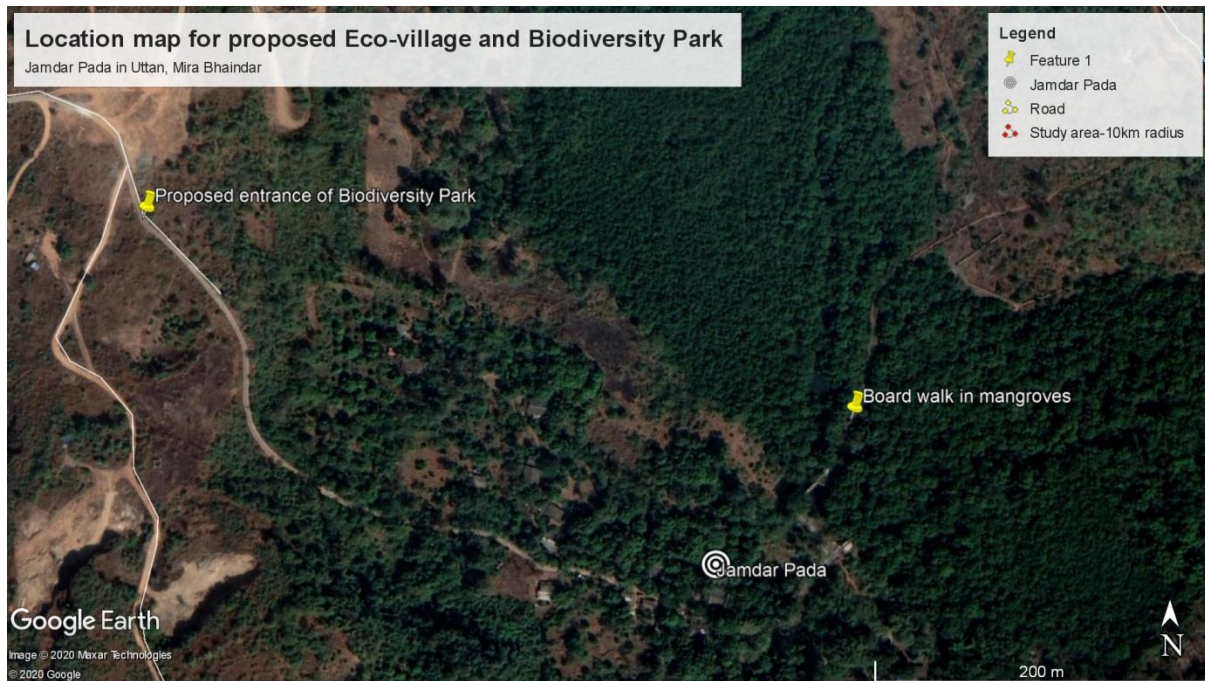 Location map for proposed Eco-village and Biodiversity Park
Jamdar Pada in Uttan, Mira Bhaindar
Legend
Feature 1
Jamdar Pada
Road
Study area-10km radius
Proposed entrance of Biodiversity Park
Board walk in mangroves
Jamdar Pada
Google Earth
Image © 2020 Maxar Technologies
© 2020 Google
200 m
N